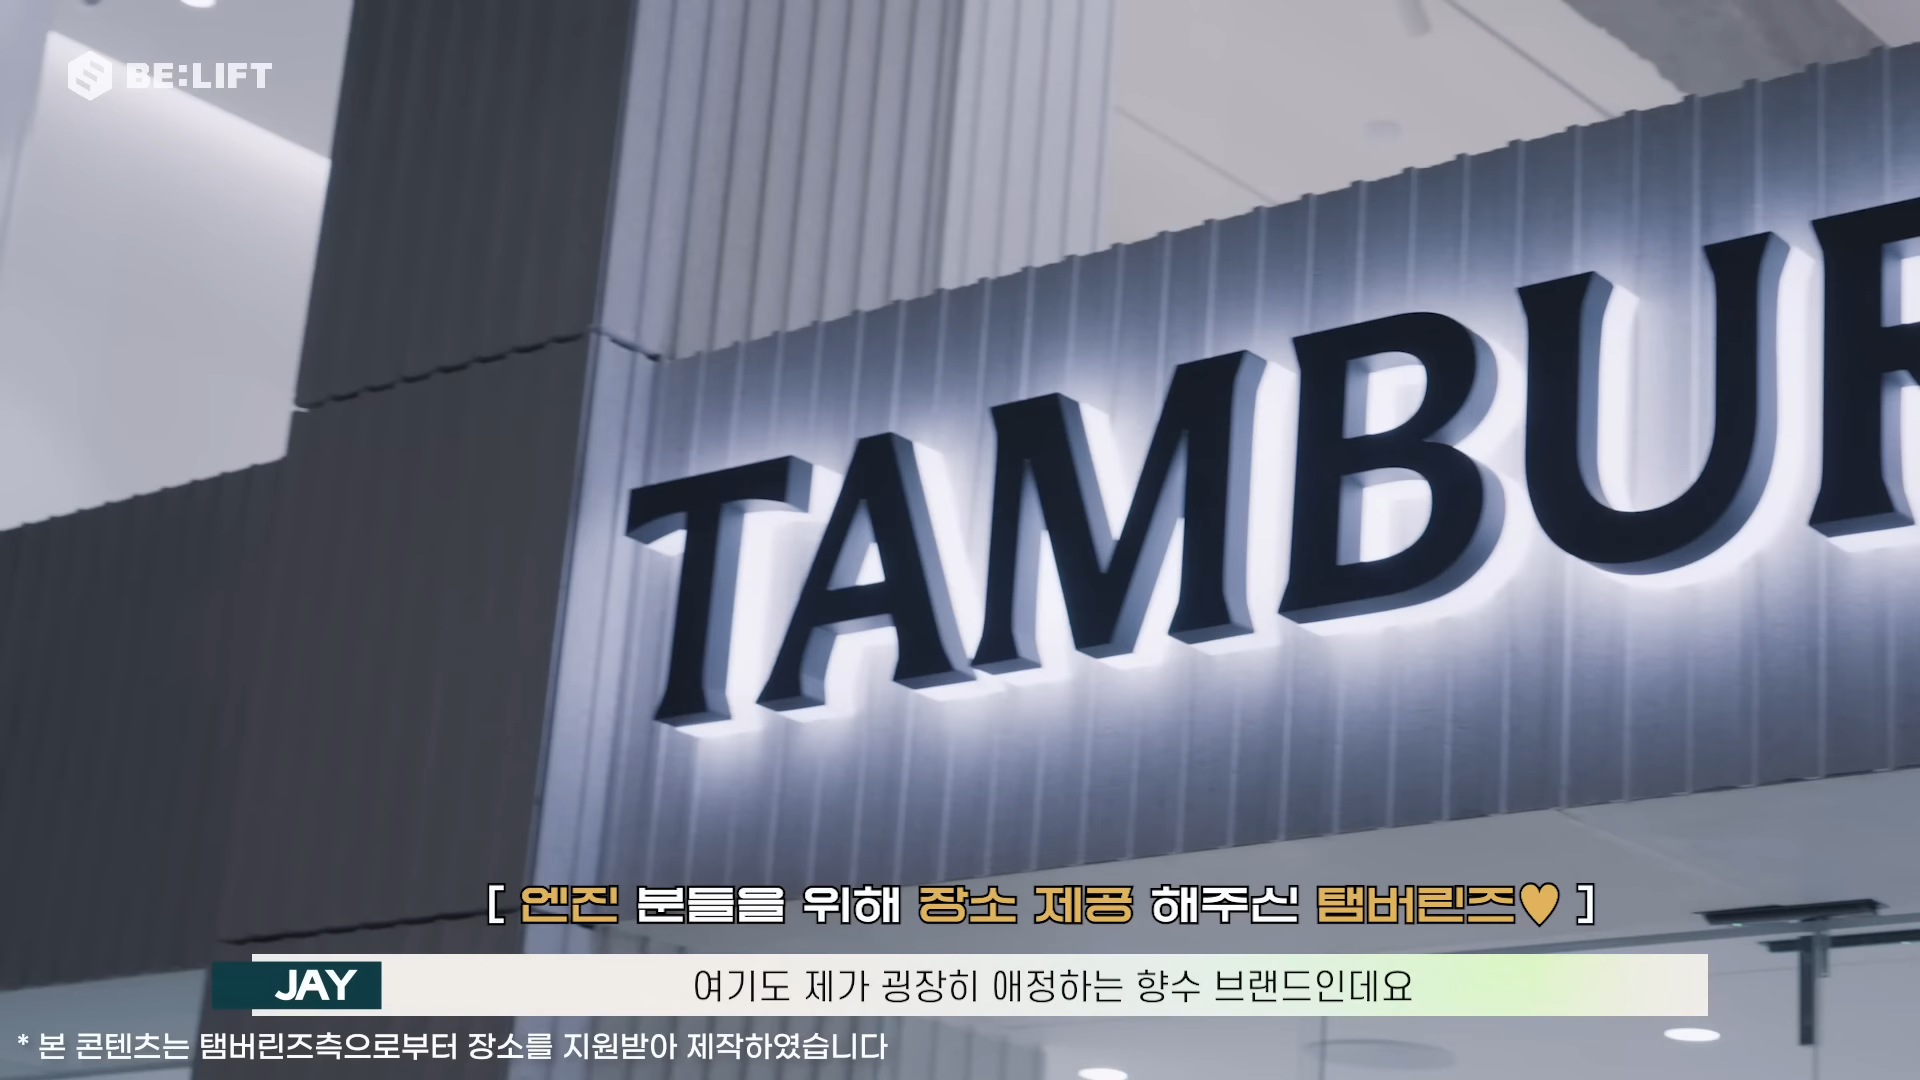 BE:LIFT
TAMBUR
[ 엔진 분들을 위해 장소 제공 해주신 탬버린즈♥ ]
JAY
여기도 제가 굉장히 애정하는 향수 브랜드인데요
* 본 콘텐츠는 탬버린즈측으로부터 장소를 지원받아 제작하였습니다